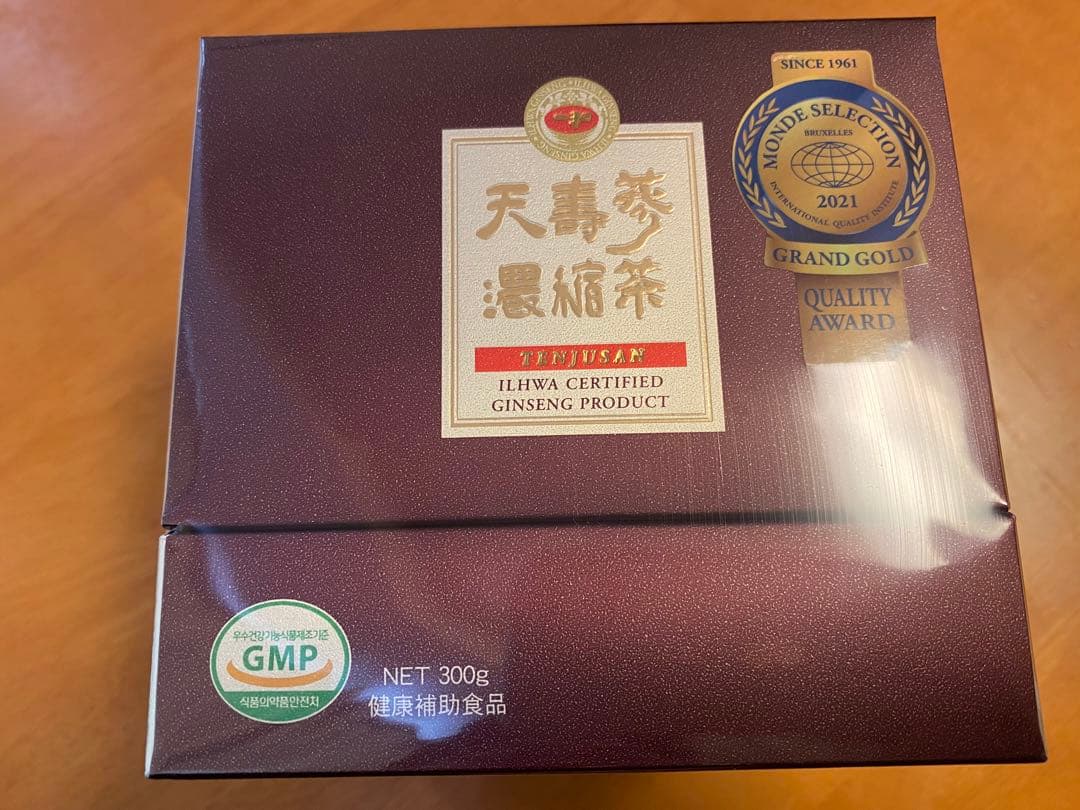 ILHWA GINSENG
天壽蔘
濃縮茶
TENJUSAN
ILHWA CERTIFIED
GINSENG PRODUCT
SINCE 1961
MONDE SELECTION
BRUXELLES
2021
INTERNATIONAL QUALITY INSTITUTE
GRAND GOLD
QUALITY
AWARD
우수건강기능식품제조기준
GMP
식품의약품안전처
NET 300g
健康補助食品